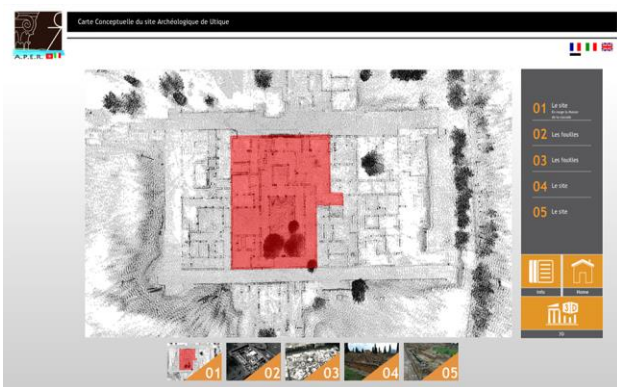 Carte Conceptuelle du site Archéologique de Utique
A.P.E.R.
01 Le site
02 Les fouilles
03 Les fouilles
04 Le site
05 Le site
Info
Home
3D
3D
01
02
03
04
05